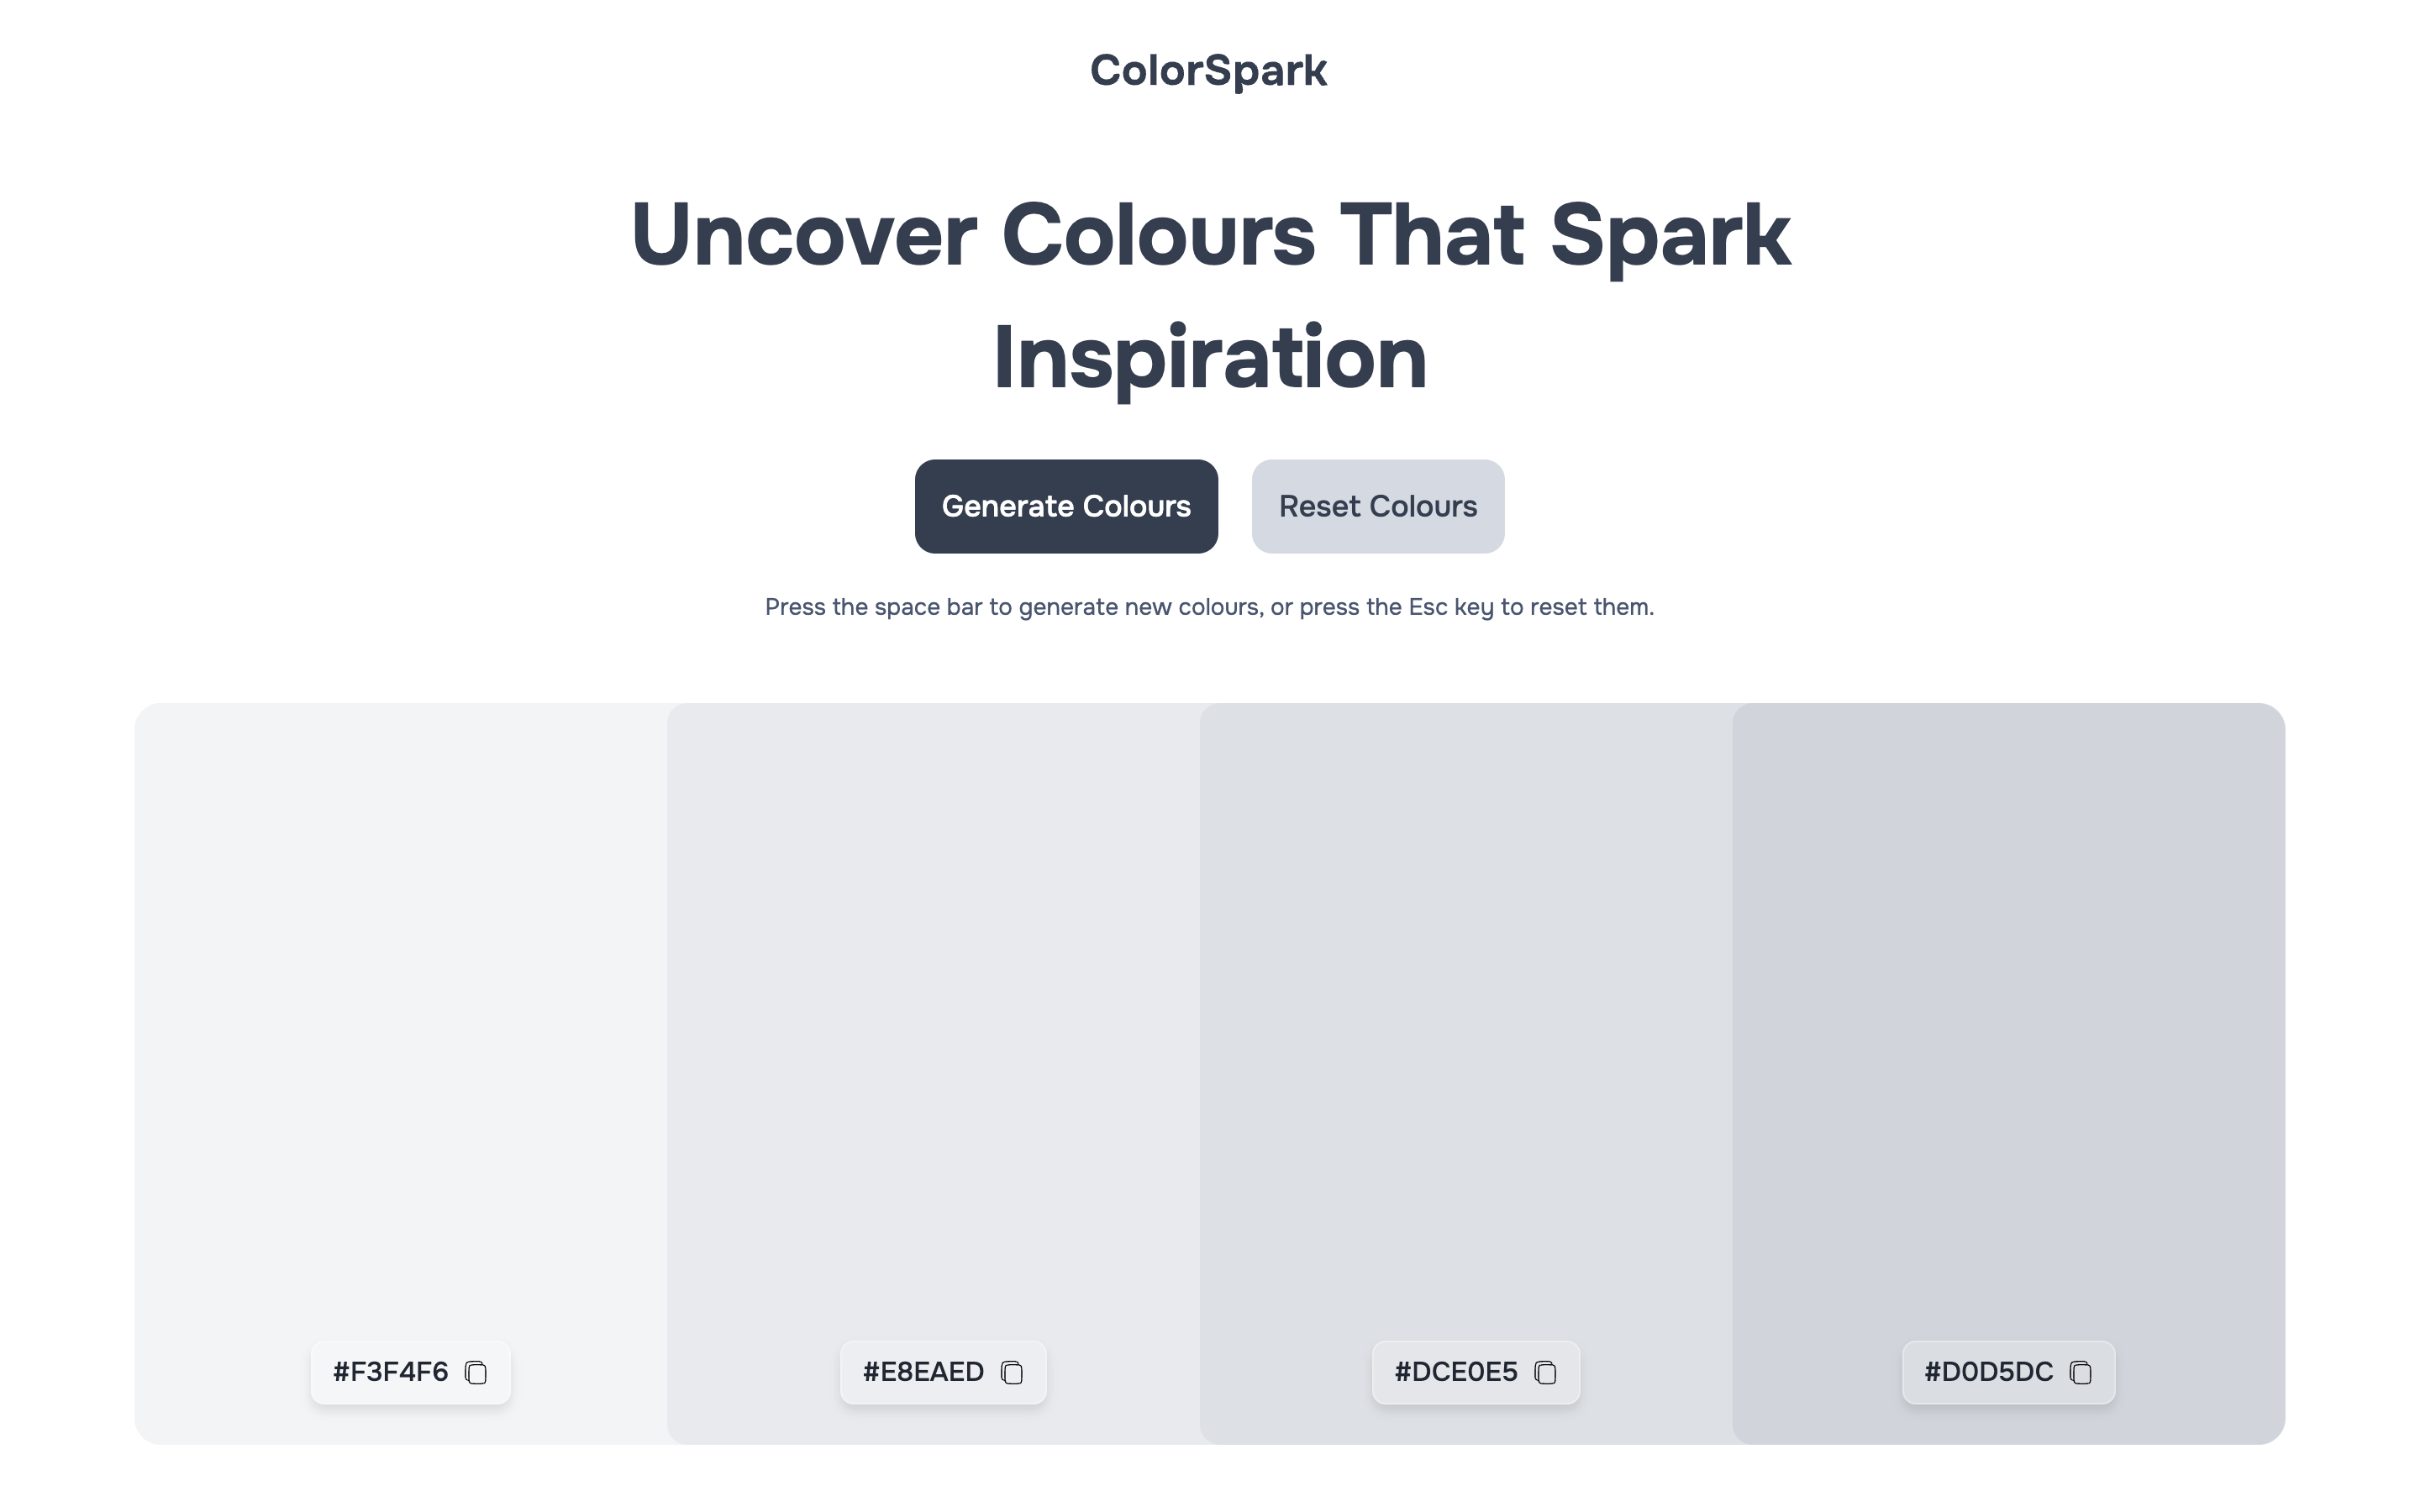 ColorSpark
Uncover Colours That Spark
Inspiration
Generate Colours
Reset Colours
Press the space bar to generate new colours, or press the Esc key to reset them.
#F3F4F6
#E8EAED
#DCE0E5
#D0D5DC